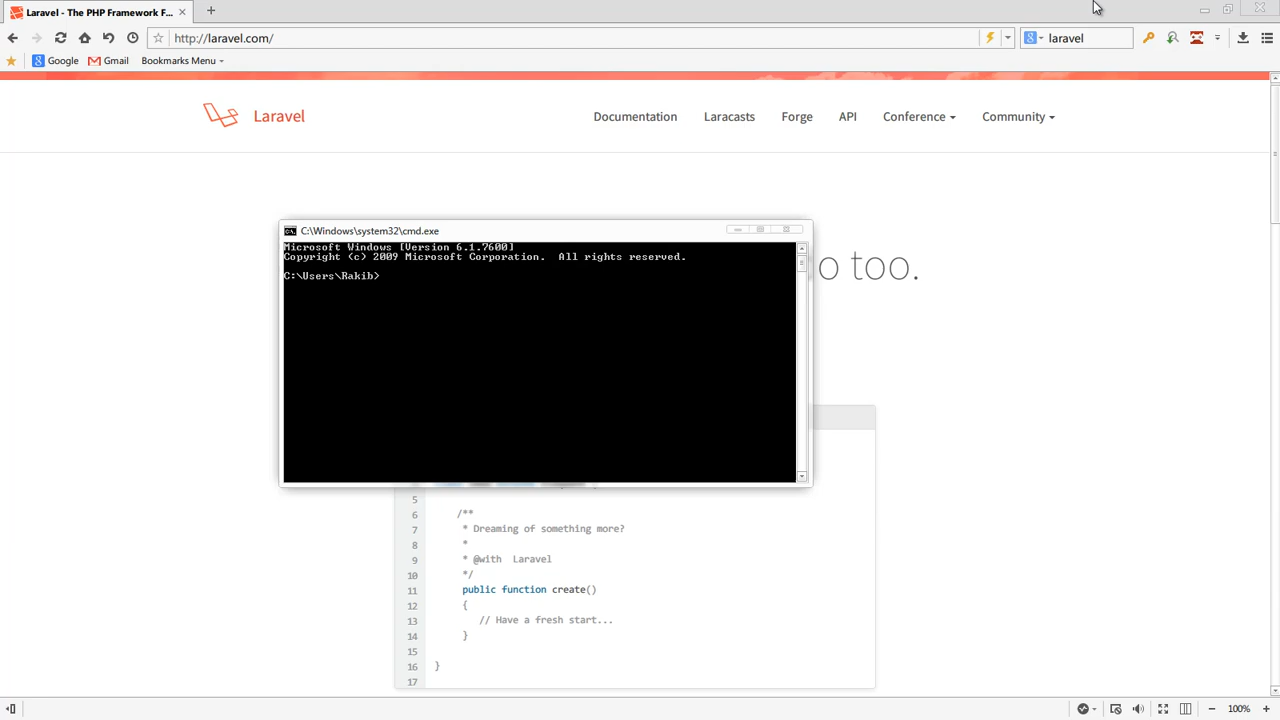 Laravel - The PHP Framework F...
http://laravel.com/
laravel
Google
Gmail
Bookmarks Menu
Laravel
Documentation
Laracasts
Forge
API
Conference
Community
C:\Windows\system32\cmd.exe
Microsoft Windows [Version 6.1.7600]
Copyright (c) 2009 Microsoft Corporation. All rights reserved.
C:\Users\Rakib>
o too.
5
6 /**
7 * Dreaming of something more?
8 *
9 * @with Laravel
10 */
11 public function create()
12 {
13 // Have a fresh start...
14 }
15
16 }
17
100%